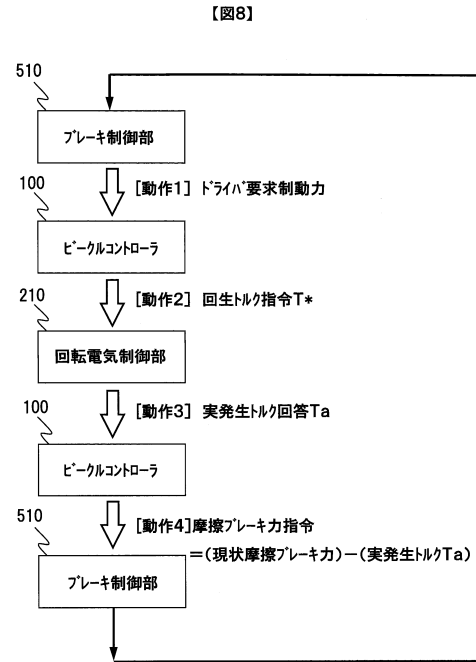 【図8】
510
ブレーキ制御部
[動作1] ドライバ要求制動力
100
ビークルコントローラ
[動作2] 回生トルク指令T*
210
回転電気制御部
[動作3] 実発生トルク回答Ta
100
ビークルコントローラ
[動作4]摩擦ブレーキ力指令
=(現状摩擦ブレーキ力)-(実発生トルクTa)
510
ブレーキ制御部